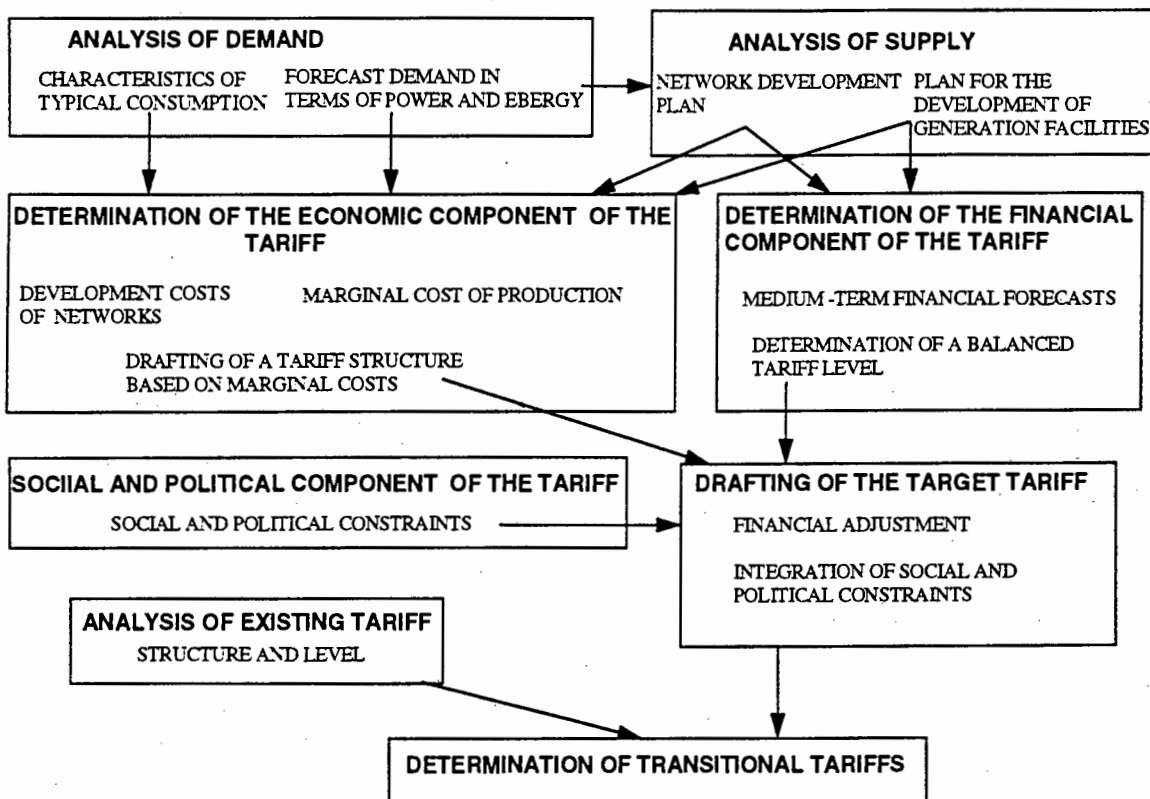 ANALYSIS OF DEMAND
CHARACTERISTICS OF
TYPICAL CONSUMPTION
FORECAST DEMAND IN
TERMS OF POWER AND EBERGY
ANALYSIS OF SUPPLY
NETWORK DEVELOPMENT
PLAN
PLAN FOR THE
DEVELOPMENT OF
GENERATION FACILITIES
DETERMINATION OF THE ECONOMIC COMPONENT OF THE
TARIFF
DEVELOPMENT COSTS
OF NETWORKS
MARGINAL COST OF PRODUCTION
DRAFTING OF A TARIFF STRUCTURE
BASED ON MARGINAL COSTS
DETERMINATION OF THE FINANCIAL
COMPONENT OF THE TARIFF
MEDIUM -TERM FINANCIAL FORECASTS
DETERMINATION OF A BALANCED
TARIFF LEVEL
SOCIIAL AND POLITICAL COMPONENT OF THE TARIFF
SOCIAL AND POLITICAL CONSTRAINTS
DRAFTING OF THE TARGET TARIFF
FINANCIAL ADJUSTMENT
INTEGRATION OF SOCIAL AND
POLITICAL CONSTRAINTS
ANALYSIS OF EXISTING TARIFF
STRUCTURE AND LEVEL
DETERMINATION OF TRANSITIONAL TARIFFS